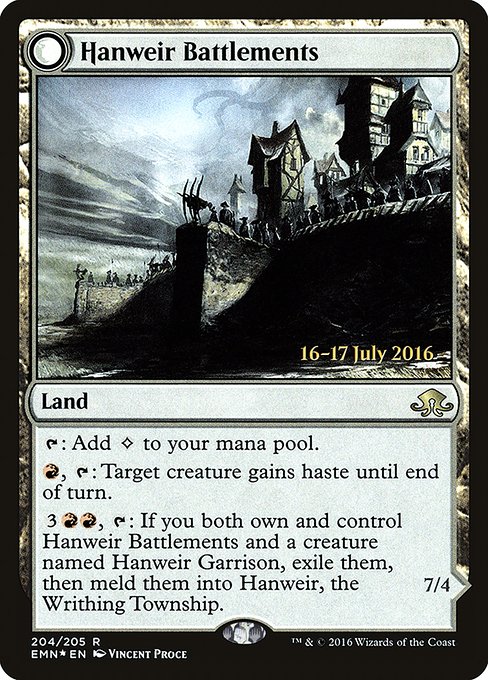 Hanweir Battlements
16–17 July 2016
Land
: Add to your mana pool.
, : Target creature gains haste until end
of turn.
3 , : If you both own and control
Hanweir Battlements and a creature
named Hanweir Garrison, exile them,
then meld them into Hanweir, the
Writhing Township.
7/4
204/205 R
EMN★EN Vincent Proce
™ & © 2016 Wizards of the Coast